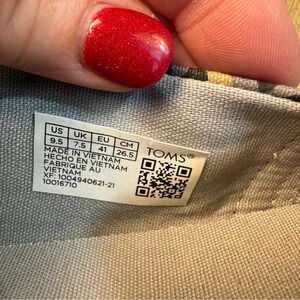 US UK EU CM
9.5 7.5 41 26.5
TOMS®
MADE IN VIETNAM
HECHO EN VIETNAM
FABRIQUE AU
VIETNAM
XF: 1004940621-21
10016710